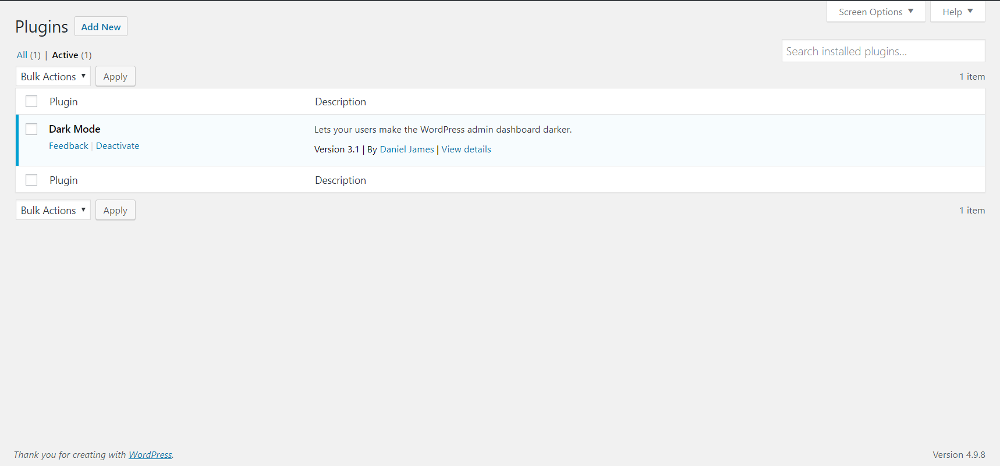 Screen Options ▼ Help ▼
Plugins Add New
All (1) | Active (1)
Search installed plugins...
Bulk Actions ▼ Apply 1 item
Plugin Description
Dark Mode Lets your users make the WordPress admin dashboard darker.
Feedback | Deactivate Version 3.1 | By Daniel James | View details
Plugin Description
Bulk Actions ▼ Apply 1 item
Thank you for creating with WordPress. Version 4.9.8